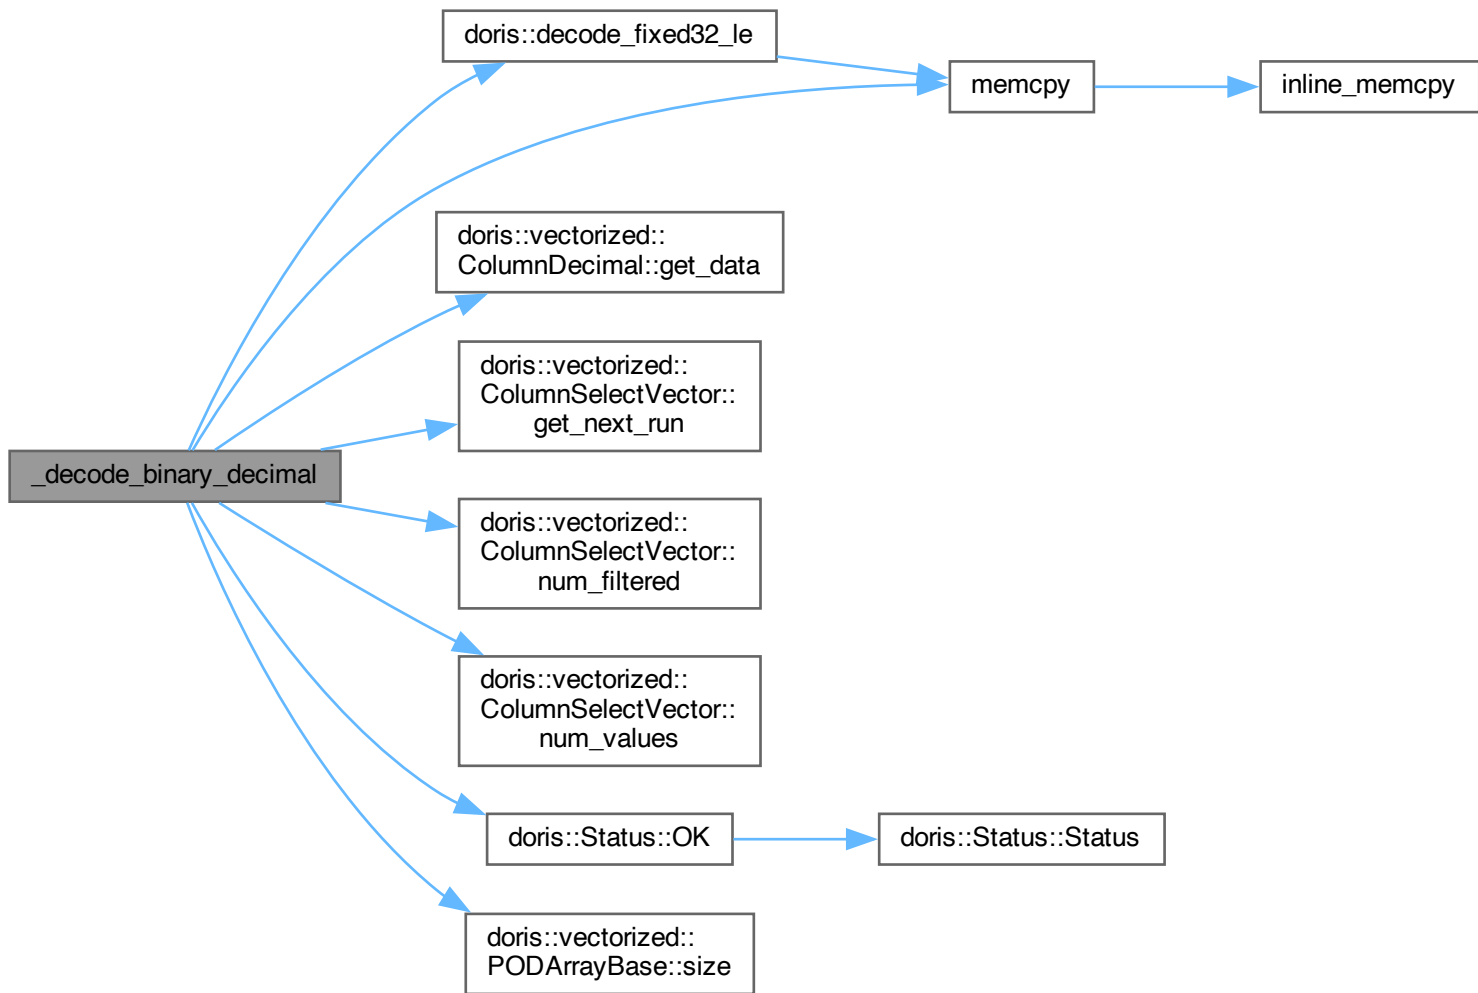 doris::decode_fixed32_le
memcpy
inline_memcpy
doris::vectorized::
ColumnDecimal::get_data
doris::vectorized::
ColumnSelectVector::
get_next_run
_decode_binary_decimal
doris::vectorized::
ColumnSelectVector::
num_filtered
doris::vectorized::
ColumnSelectVector::
num_values
doris::Status::OK
doris::Status::Status
doris::vectorized::
PODArrayBase::size